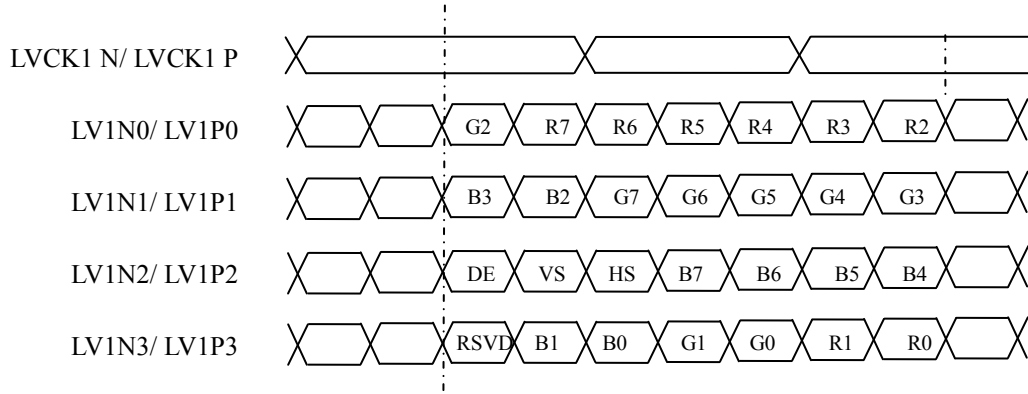 LVCK1 N/ LVCK1 P
LV1N0/ LV1P0 G2 R7 R6 R5 R4 R3 R2
LV1N1/ LV1P1 B3 B2 G7 G6 G5 G4 G3
LV1N2/ LV1P2 DE VS HS B7 B6 B5 B4
LV1N3/ LV1P3 RSVD B1 B0 G1 G0 R1 R0